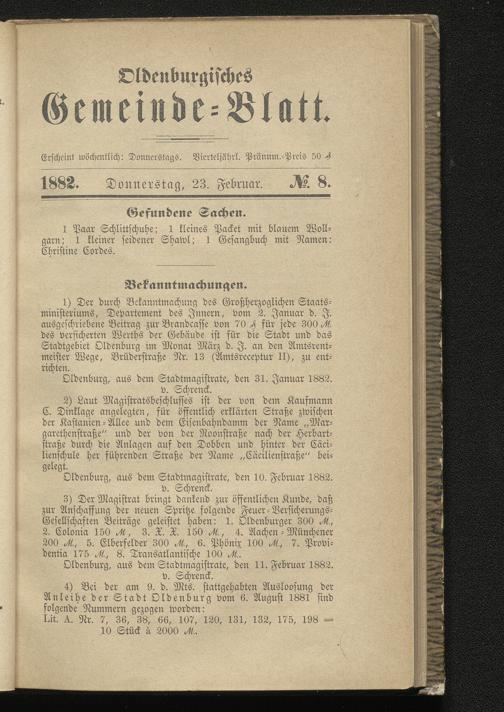 Oldenburgisches
Gemeinde-Blatt.
Erscheint wöchentlich: Donnerstags. Vierteljährl. Pränum.-Preis 50 ₰
1882. Donnerstag, 23. Februar. № 8.
Gefundene Sachen.
1 Paar Schlittschuhe; 1 kleines Packet mit blauem Woll-
garn; 1 kleiner seidener Shawl; 1 Gesangbuch mit Namen:
Christine Cordes.
Bekanntmachungen.
1) Der durch Bekanntmachung des Großherzoglichen Staats-
ministeriums, Departement des Innern, vom 2. Januar d. J.
ausgeschriebene Beitrag zur Brandcasse von 70 ₰ für jede 300 ℳ
des versicherten Werths der Gebäude ist für die Stadt und das
Stadtgebiet Oldenburg im Monat März d. J. an den Amtsrent-
meister Wege, Brüderstraße Nr. 13 (Amtsreceptur II), zu ent-
richten.
Oldenburg, aus dem Stadtmagistrate, den 31. Januar 1882.
v. Schrenck.
2) Laut Magistratsbeschlusses ist der von dem Kaufmann
C. Dinklage angelegten, für öffentlich erklärten Straße zwischen
der Kastanien-Allee und dem Eisenbahndamm der Name „Mar-
garethenstraße“ und der von der Roonstraße nach der Herbart-
straße durch die Anlagen auf den Dobben und hinter der Cäci-
lienschule her führenden Straße der Name „Cäcilienstraße“ bei-
gelegt.
Oldenburg, aus dem Stadtmagistrate, den 10. Februar 1882.
v. Schrenck.
3) Der Magistrat bringt dankend zur öffentlichen Kunde, daß
zur Anschaffung der neuen Spritze folgende Feuer-Versicherungs-
Gesellschaften Beiträge geleistet haben: 1. Oldenburger 300 ℳ,
2. Colonia 150 ℳ, 3. X. X. 150 ℳ, 4. Aachen-Münchener
200 ℳ, 5. Elberfelder 300 ℳ, 6. Phönix 100 ℳ, 7. Provi-
dentia 175 ℳ, 8. Transatlantische 100 ℳ.
Oldenburg, aus dem Stadtmagistrate, den 11. Februar 1882.
v. Schrenck.
4) Bei der am 9. d. Mts. stattgehabten Ausloosung der
Anleihe der Stadt Oldenburg vom 6. August 1881 sind
folgende Nummern gezogen worden:
Lit. A. Nr. 7, 36, 38, 66, 107, 120, 131, 132, 175, 198 =
10 Stück à 2000 ℳ.